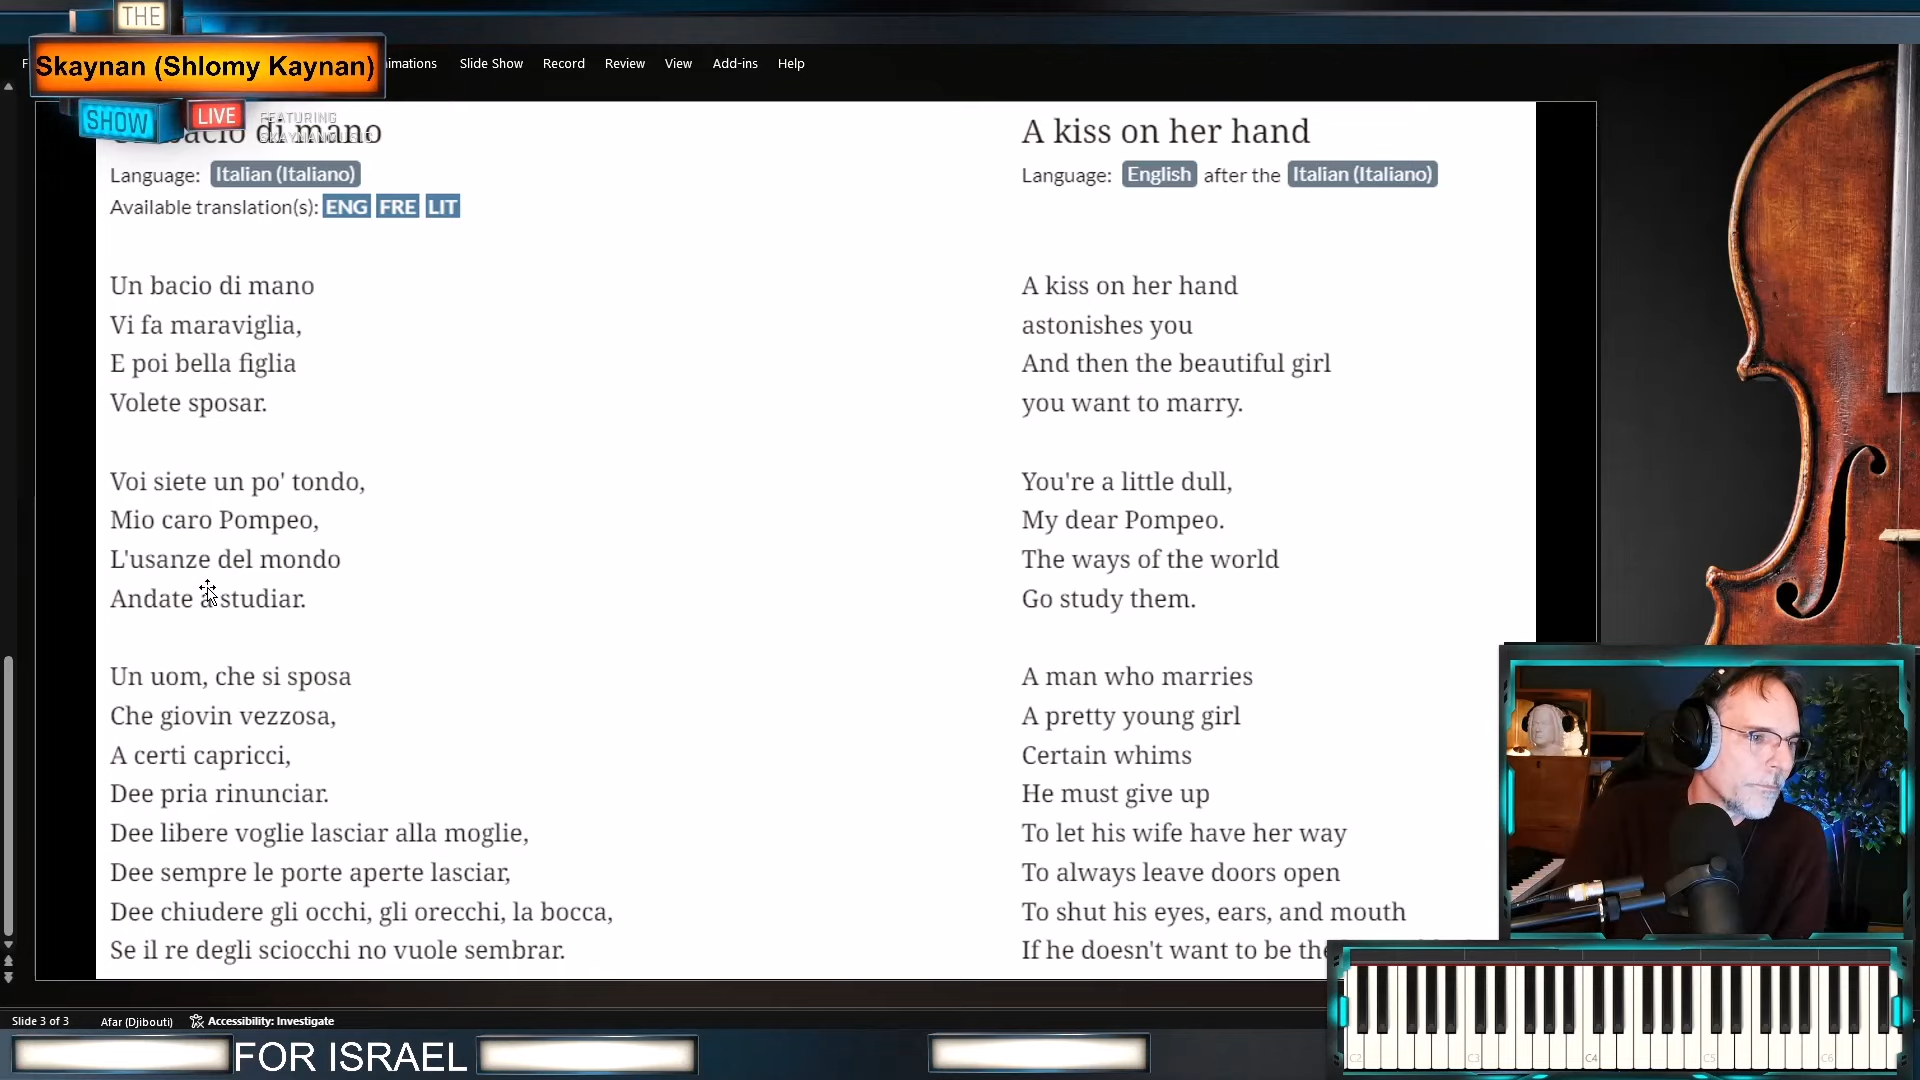 THE
Skaynan (Shlomy Kaynan)
SHOW
LIVE
FEATURING
Slide Show
Record
Review
View
Add-ins
Help
di mano
Language: Italian (Italiano)
Available translation(s): ENG FRE LIT
Un bacio di mano
Vi fa maraviglia,
E poi bella figlia
Volete sposar.
Voi siete un po' tondo,
Mio caro Pompeo,
L'usanze del mondo
Andate a studiar.
Un uom, che si sposa
Che giovin vezzosa,
A certi capricci,
Dee pria rinunciar.
Dee libere voglie lasciar alla moglie,
Dee sempre le porte aperte lasciar,
Dee chiudere gli occhi, gli orecchi, la bocca,
Se il re degli sciocchi no vuole sembrar.
A kiss on her hand
Language: English after the Italian (Italiano)
A kiss on her hand
astonishes you
And then the beautiful girl
you want to marry.
You're a little dull,
My dear Pompeo.
The ways of the world
Go study them.
A man who marries
A pretty young girl
Certain whims
He must give up
To let his wife have her way
To always leave doors open
To shut his eyes, ears, and mouth
If he doesn't want to be the
Slide 3 of 3
Afar (Djibouti)
Accessibility: Investigate
FOR ISRAEL
C2
C3
C4
C5
C6